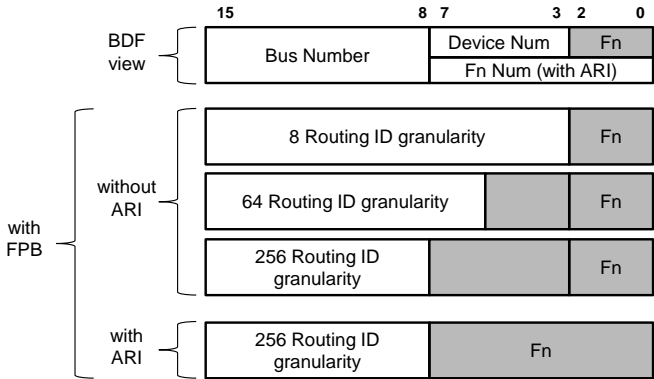 15 8 7 3 2 0
BDF
view
Bus Number
Device Num
Fn
Fn Num (with ARI)
with
FPB
without
ARI
8 Routing ID granularity
Fn
64 Routing ID granularity
Fn
256 Routing ID
granularity
Fn
with
ARI
256 Routing ID
granularity
Fn